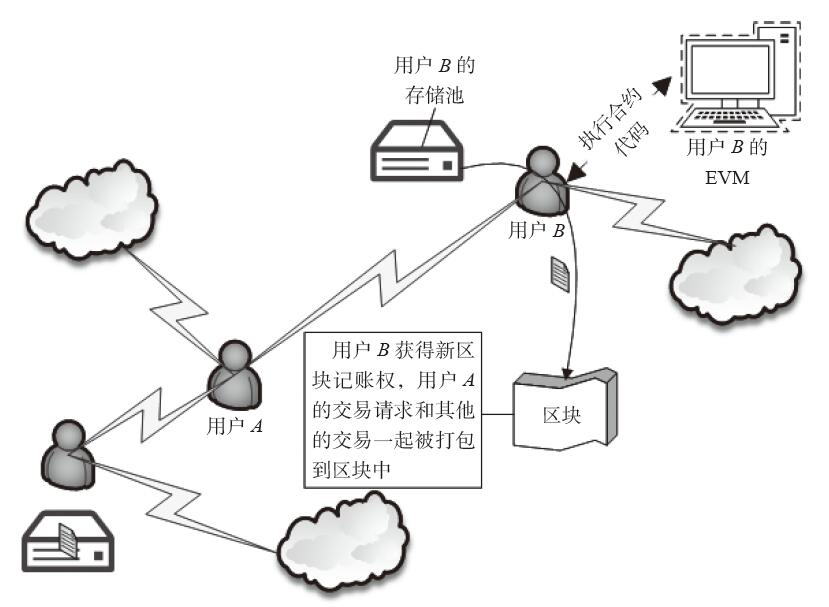 用户 B 的
存储池
执行合约
代码
用户 B 的
EVM
用户 B
用户 B 获得新区
块记账权，用户 A
的交易请求和其他
的交易一起被打包
到区块中
区块
用户 A